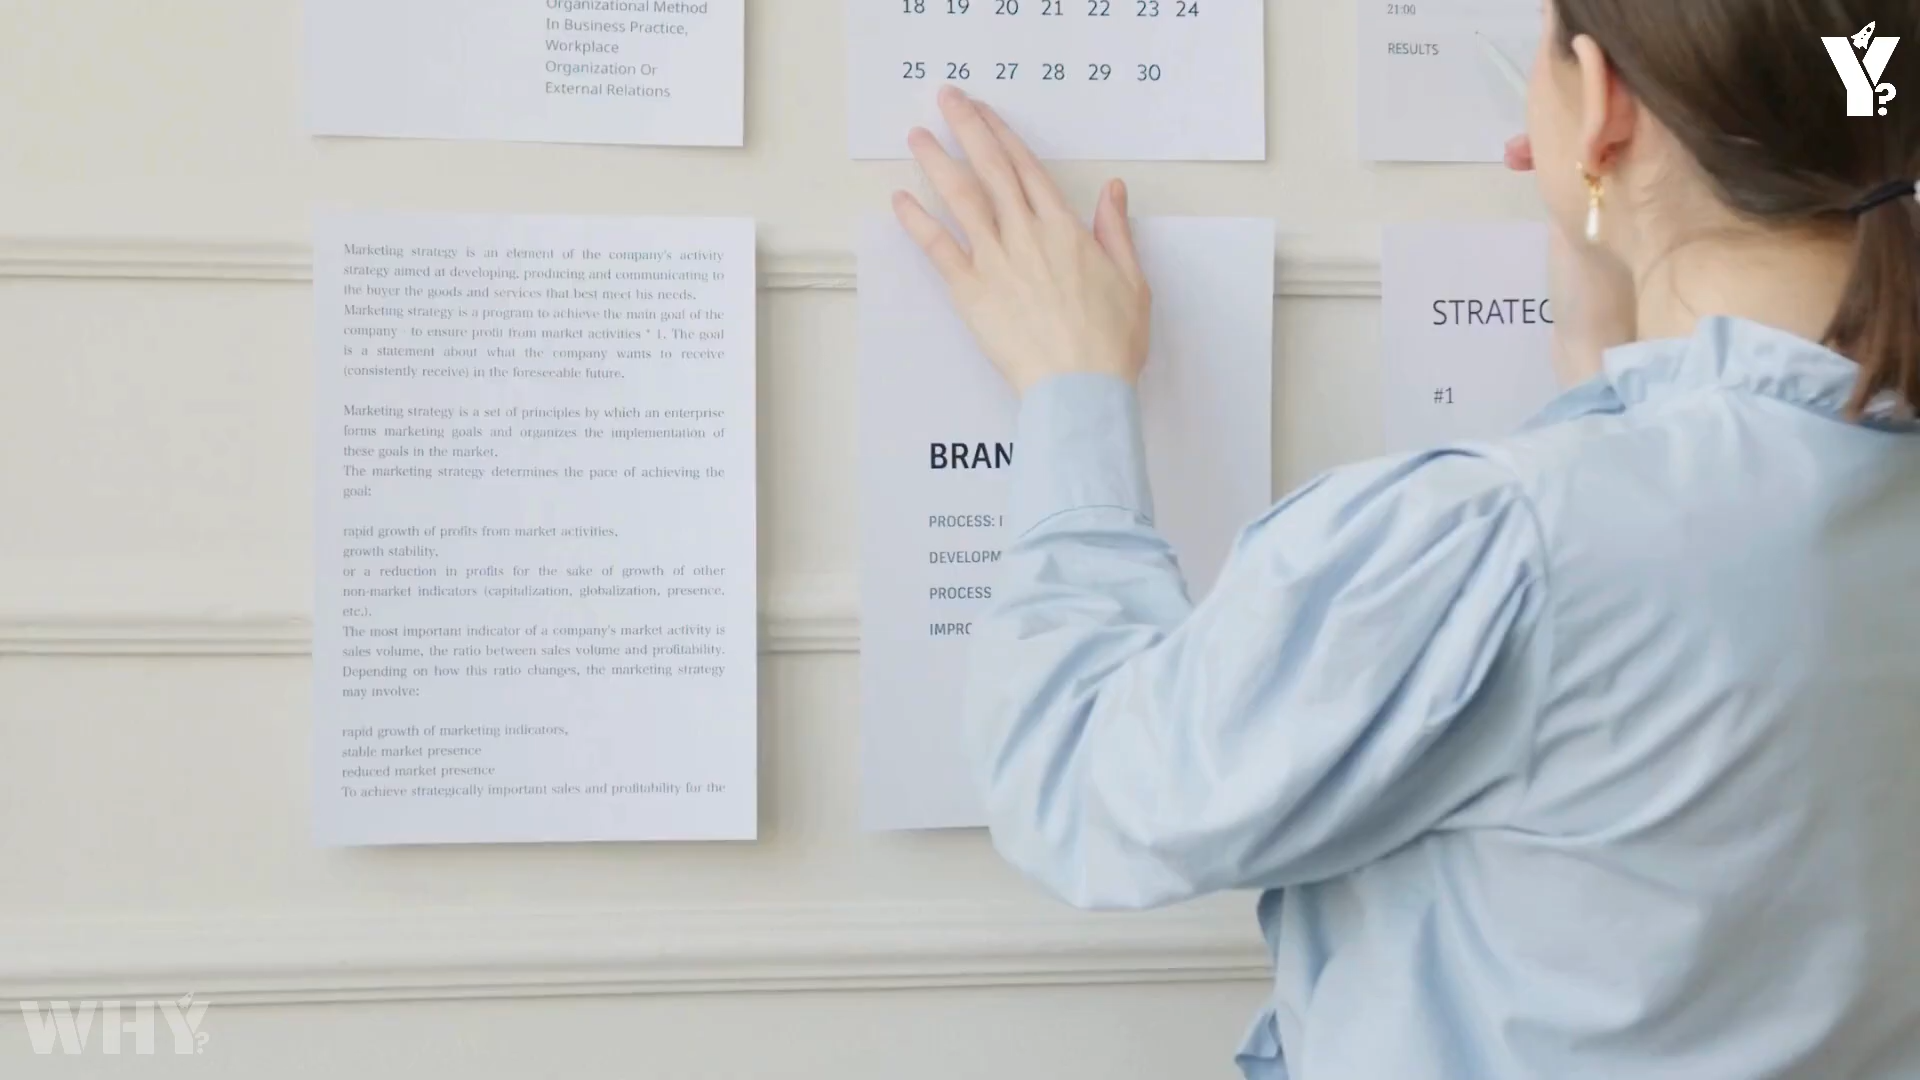 Organizational Method
In Business Practice,
Workplace
Organization Or
External Relations
18 19 20 21 22 23 24
25 26 27 28 29 30
21:00
RESULTS
Y?
Marketing strategy is an element of the company's activity
strategy aimed at developing, producing and communicating to
the buyer the goods and services that best meet his needs.
Marketing strategy is a program to achieve the main goal of the
company - to ensure profit from market activities * 1. The goal
is a statement about what the company wants to receive
(consistently receive) in the foreseeable future.
Marketing strategy is a set of principles by which an enterprise
forms marketing goals and organizes the implementation of
these goals in the market.
The marketing strategy determines the pace of achieving the
goal:
rapid growth of profits from market activities,
growth stability,
or a reduction in profits for the sake of growth of other
non-market indicators (capitalization, globalization, presence,
etc.).
The most important indicator of a company's market activity is
sales volume, the ratio between sales volume and profitability.
Depending on how this ratio changes, the marketing strategy
may involve:
rapid growth of marketing indicators,
stable market presence
reduced market presence
To achieve strategically important sales and profitability for the
BRAN
PROCESS: I
DEVELOPM
PROCESS
IMPRC
STRATEC
#1
WHY?